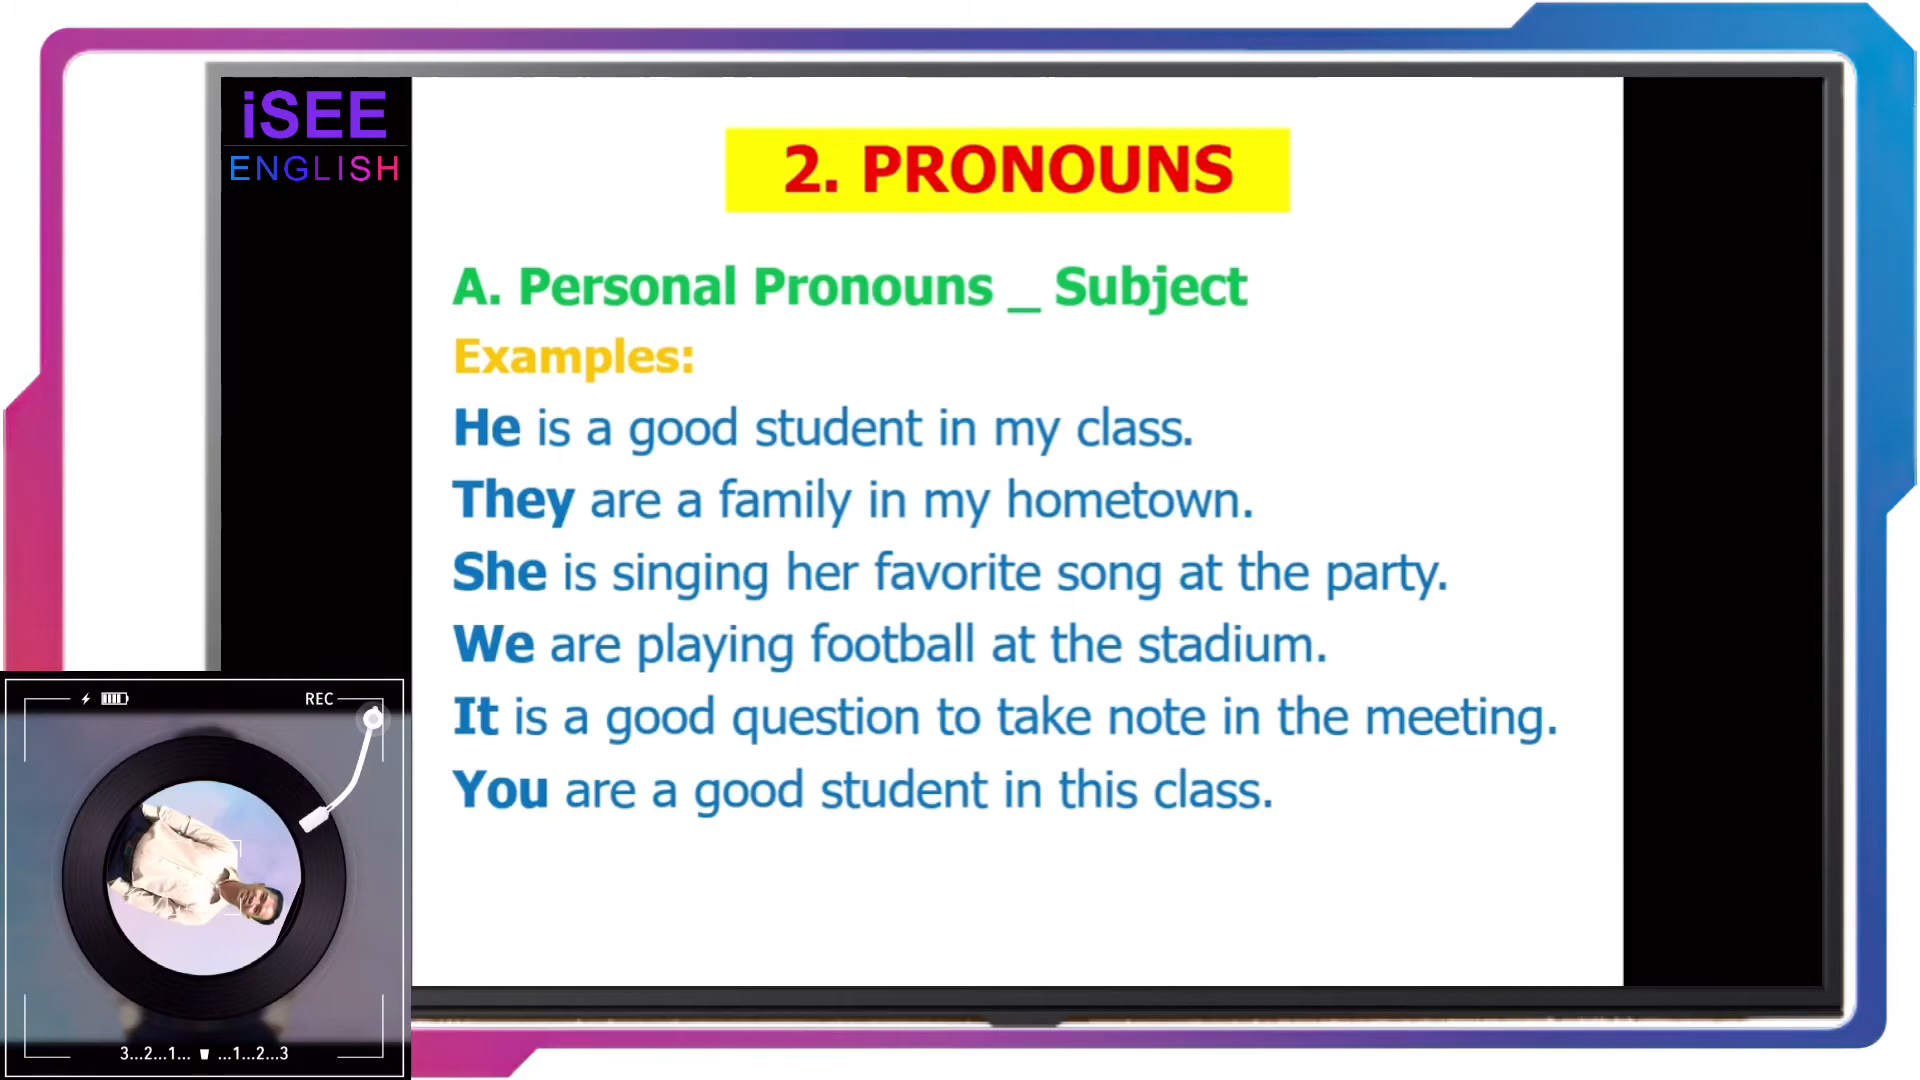 iSEE
ENGLISH
2. PRONOUNS
A. Personal Pronouns _ Subject
Examples:
He is a good student in my class.
They are a family in my hometown.
She is singing her favorite song at the party.
We are playing football at the stadium.
It is a good question to take note in the meeting.
You are a good student in this class.
REC
3...2...1... ...1...2...3